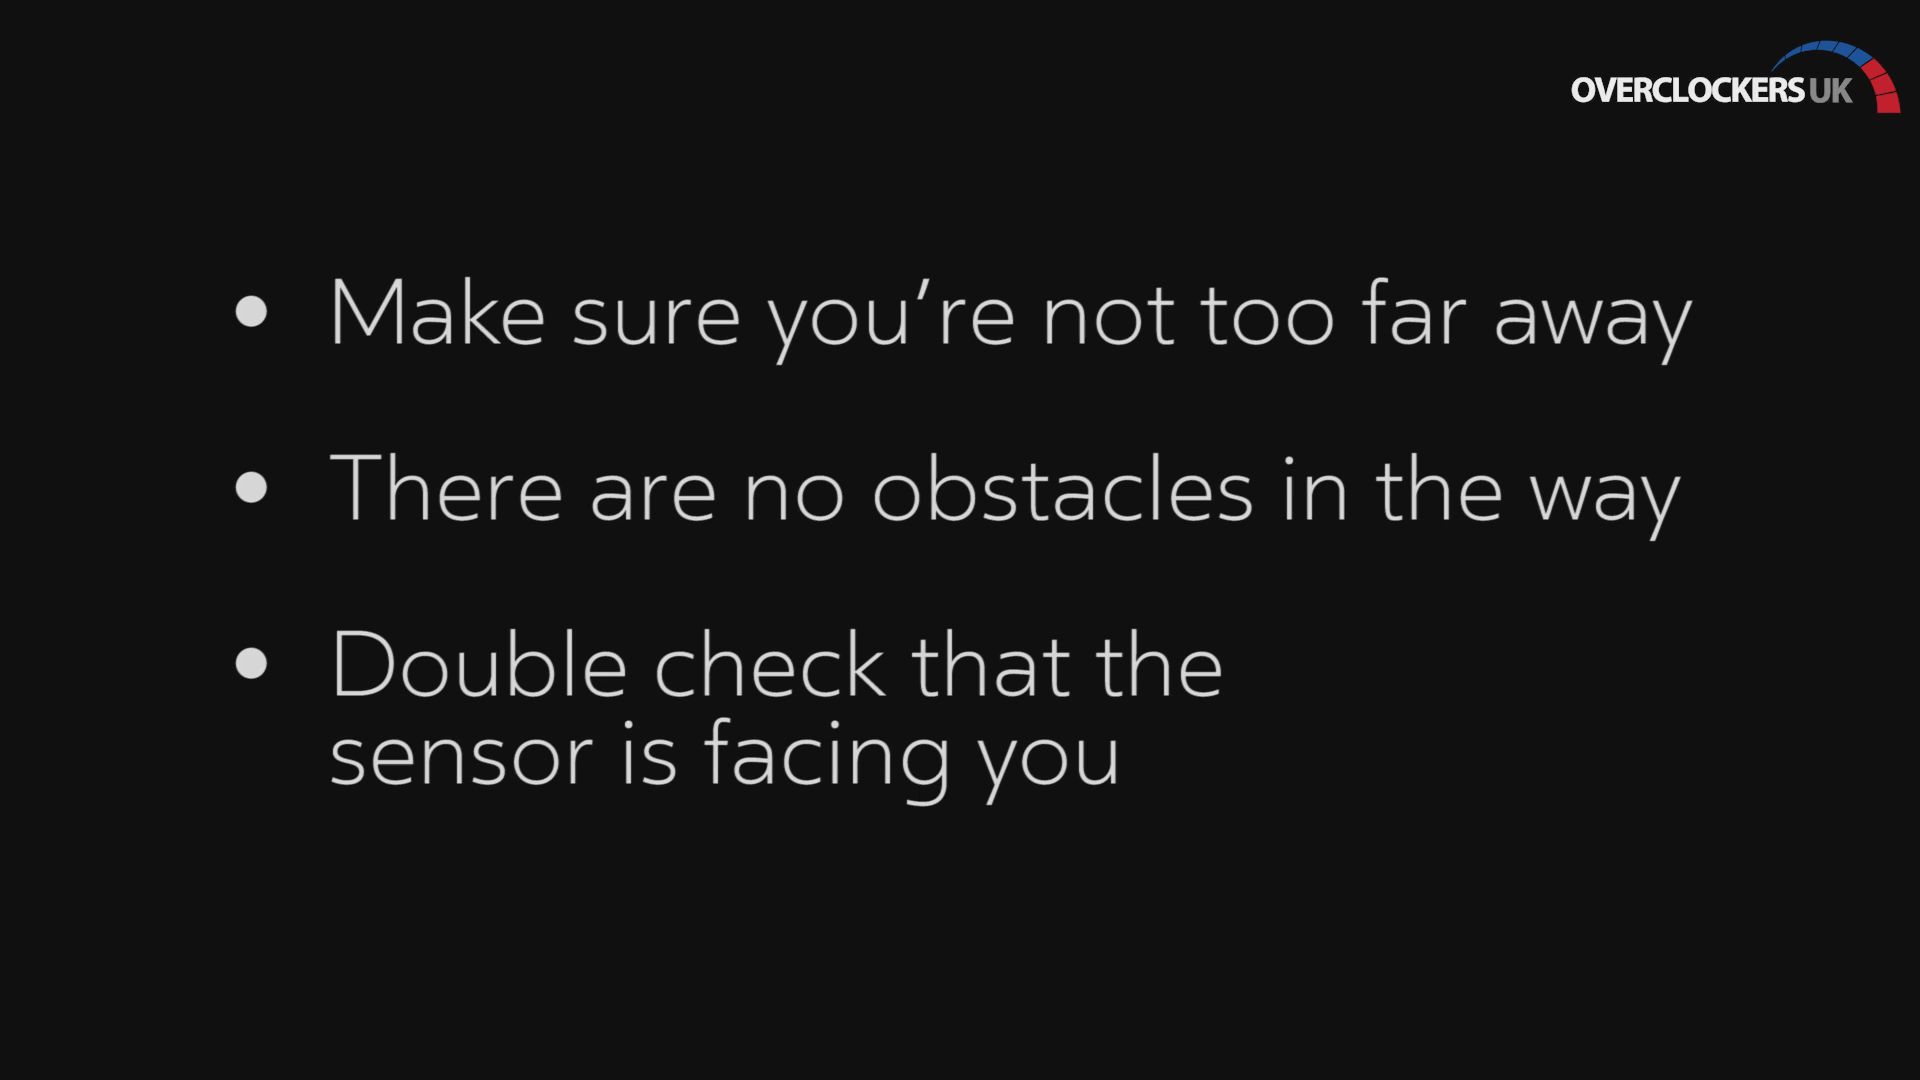 OVERCLOCKERS UK
• Make sure you’re not too far away
• There are no obstacles in the way
• Double check that the
sensor is facing you